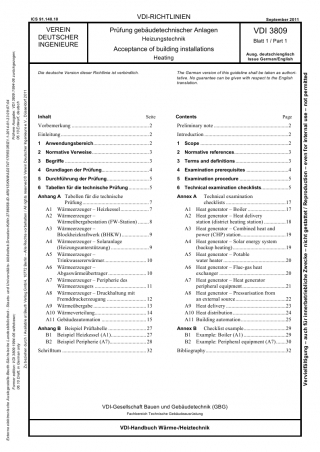 ICS 91.140.10
VDI-RICHTLINIEN
September 2011
VEREIN
DEUTSCHER
INGENIEURE
Prüfung gebäudetechnischer Anlagen
Heizungstechnik
Acceptance of building installations
Heating
VDI 3809
Blatt 1 / Part 1
Ausg. deutsch/englisch
Issue German/English
Die deutsche Version dieser Richtlinie ist verbindlich.
The German version of this guideline shall be taken as authoritative. No guarantee can be given with respect to the English translation.
Inhalt Seite
Vorbemerkung 2
Einleitung 2
1 Anwendungsbereich 2
2 Normative Verweise 3
3 Begriffe 3
4 Grundlagen der Prüfung 4
5 Durchführung der Prüfung 5
6 Tabellen für die technische Prüfung 5
Anhang A Tabellen für die technische
Prüfung 7
A1 Wärmeerzeuger – Heizkessel 7
A2 Wärmeerzeuger –
Wärmeübergabestation (FW-Station) 8
A3 Wärmeerzeuger –
Blockheizkraftwerk (BHKW) 9
A4 Wärmeerzeuger – Solaranlage
(Heizungsunterstützung) 9
A5 Wärmeerzeuger –
Trinkwassererwärmer 10
A6 Wärmeerzeuger –
Abgaswärmeübertrager 10
A7 Wärmeerzeuger – Peripherie des
Wärmeerzeugers 11
A8 Wärmeerzeuger – Druckhaltung mit
Fremddruckerzeugung 12
A9 Wärmeübergabe 13
A10 Wärmeverteilung 14
A11 Gebäudeautomation 15
Anhang B Beispiel Prüftabelle 27
B1 Beispiel Heizkessel (A1) 27
B2 Beispiel Peripherie (A7) 28
Schrifttum 32
Contents Page
Preliminary note 2
Introduction 2
1 Scope 2
2 Normative references 3
3 Terms and definitions 3
4 Examination prerequisites 4
5 Examination procedure 5
6 Technical examination checklists 5
Annex A Technical examination
checklists 17
A1 Heat generator – Boiler 17
A2 Heat generator – Heat delivery
station (district heating station) 18
A3 Heat generator – Combined heat and
power (CHP) station 19
A4 Heat generator – Solar energy system
(backup heating) 19
A5 Heat generator – Potable
water heater 20
A6 Heat generator – Flue-gas heat
exchanger 20
A7 Heat generator – Heat generator
peripheral equipment 21
A8 Heat generator – Pressurisation from
an external source 22
A9 Heat delivery 23
A10 Heat distribution 24
A11 Building automation 25
Annex B Checklist example 29
B1 Example: Boiler (A1) 29
B2 Example: Peripheral equipment (A7) 30
Bibliography 32
VDI-Gesellschaft Bauen und Gebäudetechnik (GBG)
Fachbereich Technische Gebäudeausrüstung
VDI-Handbuch Wärme-/Heiztechnik
Vervielfältigung – auch für innerbetriebliche Zwecke – nicht gestattet / Reproduction – even for internal use – not permitted